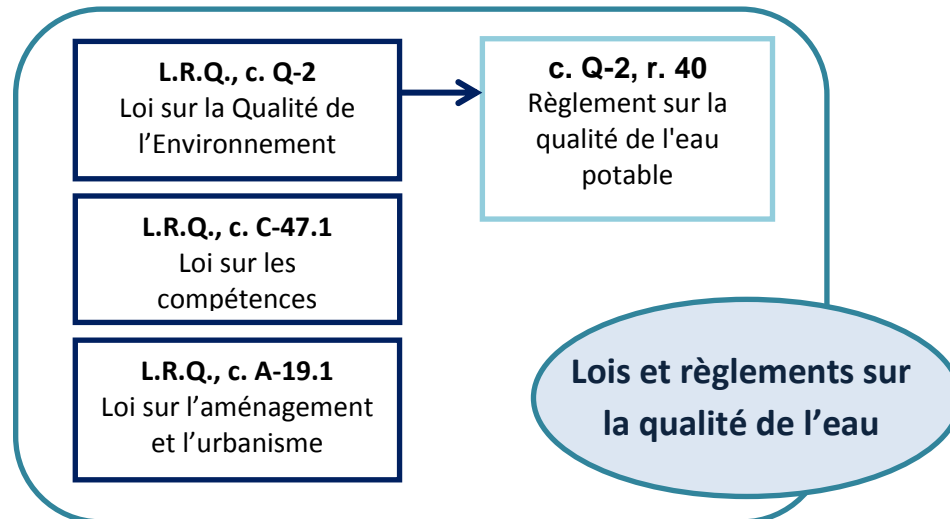 L.R.Q., c. Q-2
Loi sur la Qualité de
l’Environnement
c. Q-2, r. 40
Règlement sur la
qualité de l'eau
potable
L.R.Q., c. C-47.1
Loi sur les
compétences
L.R.Q., c. A-19.1
Loi sur l’aménagement
et l’urbanisme
Lois et règlements sur
la qualité de l’eau